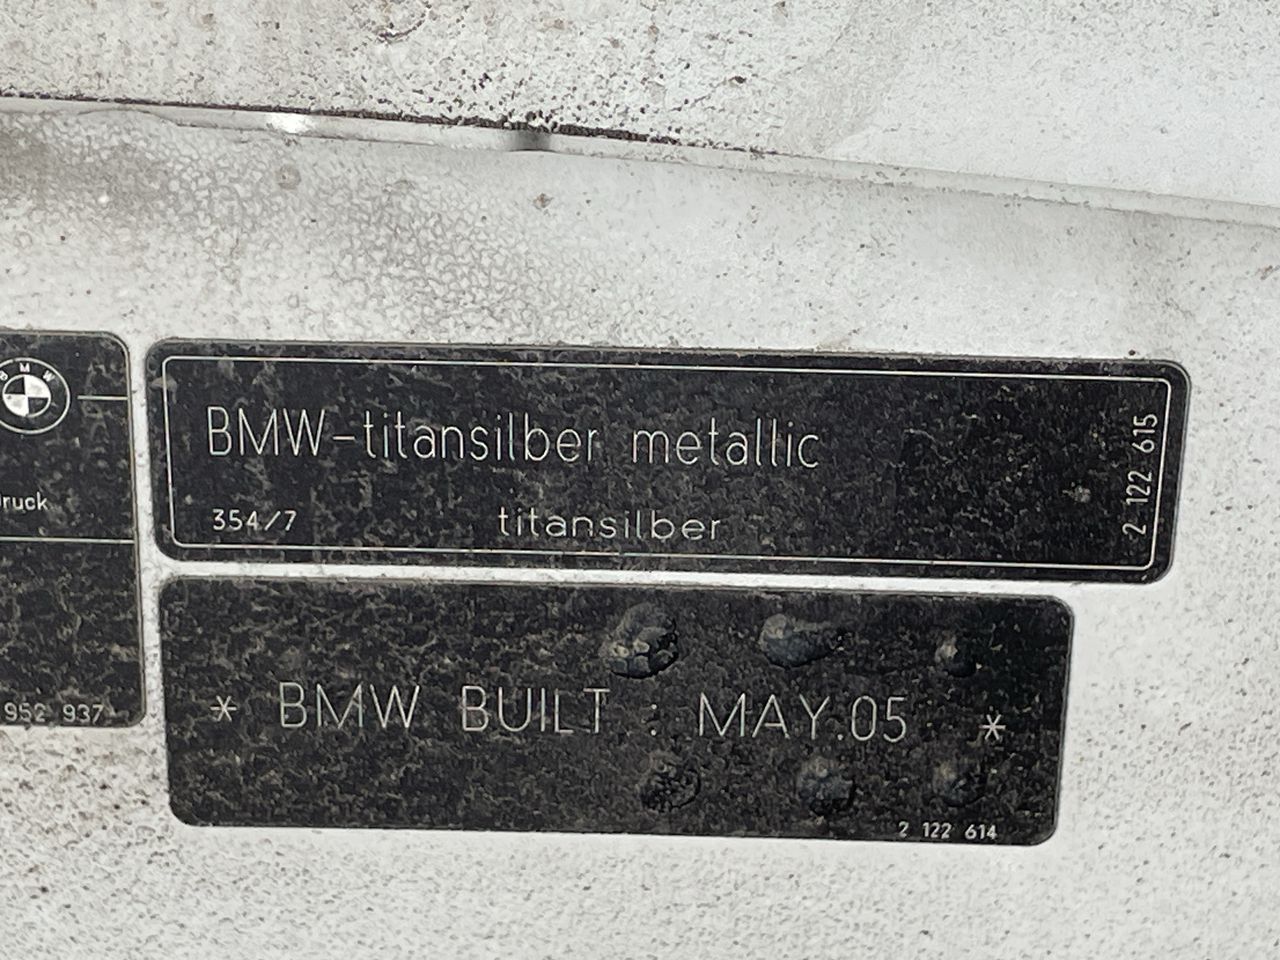 BMW
ruck
952 937
BMW-titansilber metallic
354/7 titansilber
2 122 615
* BMW BUILT : MAY.05 *
2 122 614